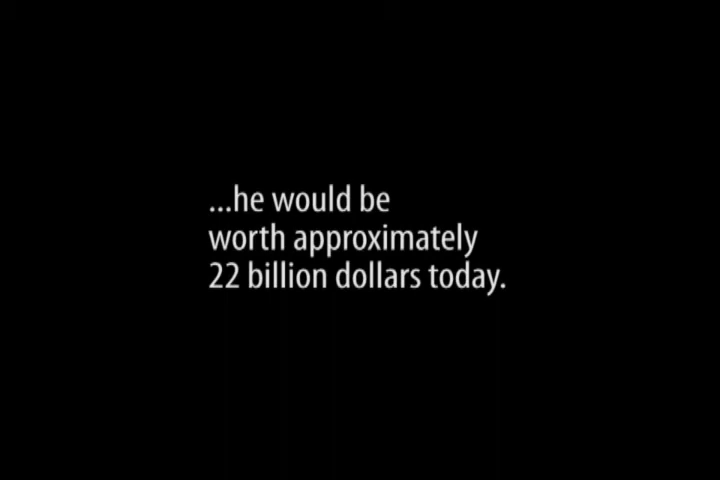 ...he would be
worth approximately
22 billion dollars today.